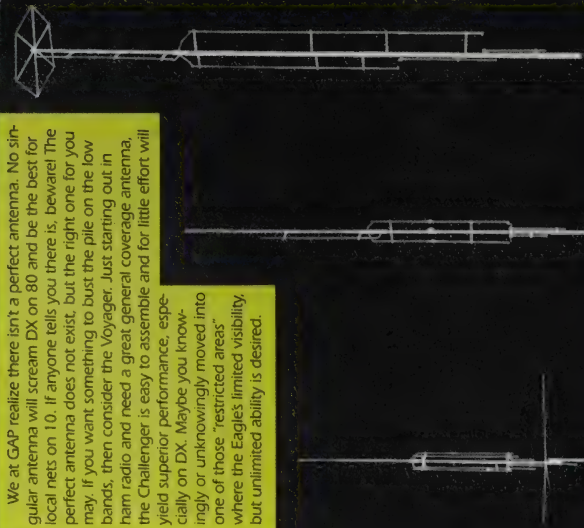 We at GAP realize there isn't a perfect antenna. No sin-
gular antenna will scream DX on 80 and be the best for
local nets on 10. If anyone tells you there is, beware! The
perfect antenna does not exist, but the right one for you
may. If you want something to bust the pile on the low
bands, then consider the Voyager. Just starting out in
ham radio and need a great general coverage antenna,
the Challenger is easy to assemble and for little effort will
yield superior performance, espe-
cially on DX. Maybe you know-
ingly or unknowingly moved into
one of those "restricted areas"
where the Eagle's limited visibility,
but unlimited ability is desired.